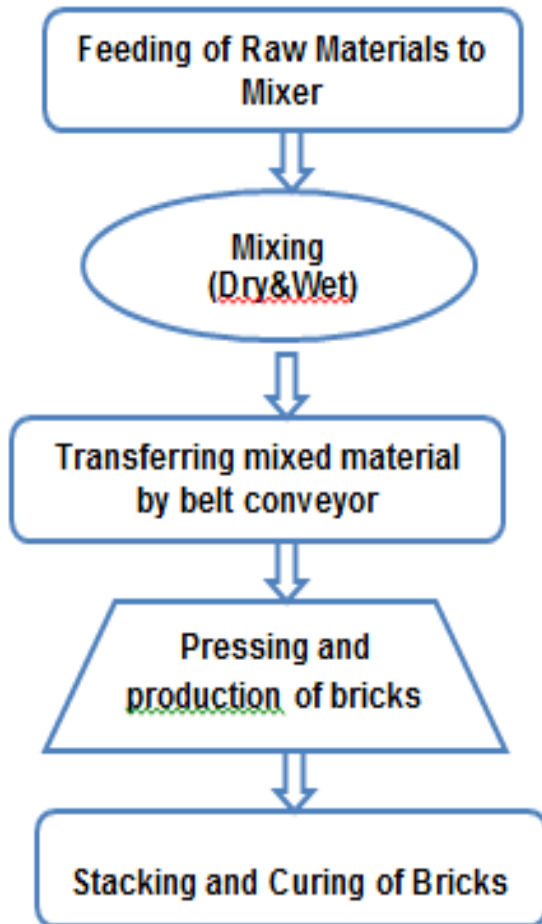 Feeding of Raw Materials to
Mixer
Mixing
(Dry&Wet)
Transferring mixed material
by belt conveyor
Pressing and
production of bricks
Stacking and Curing of Bricks